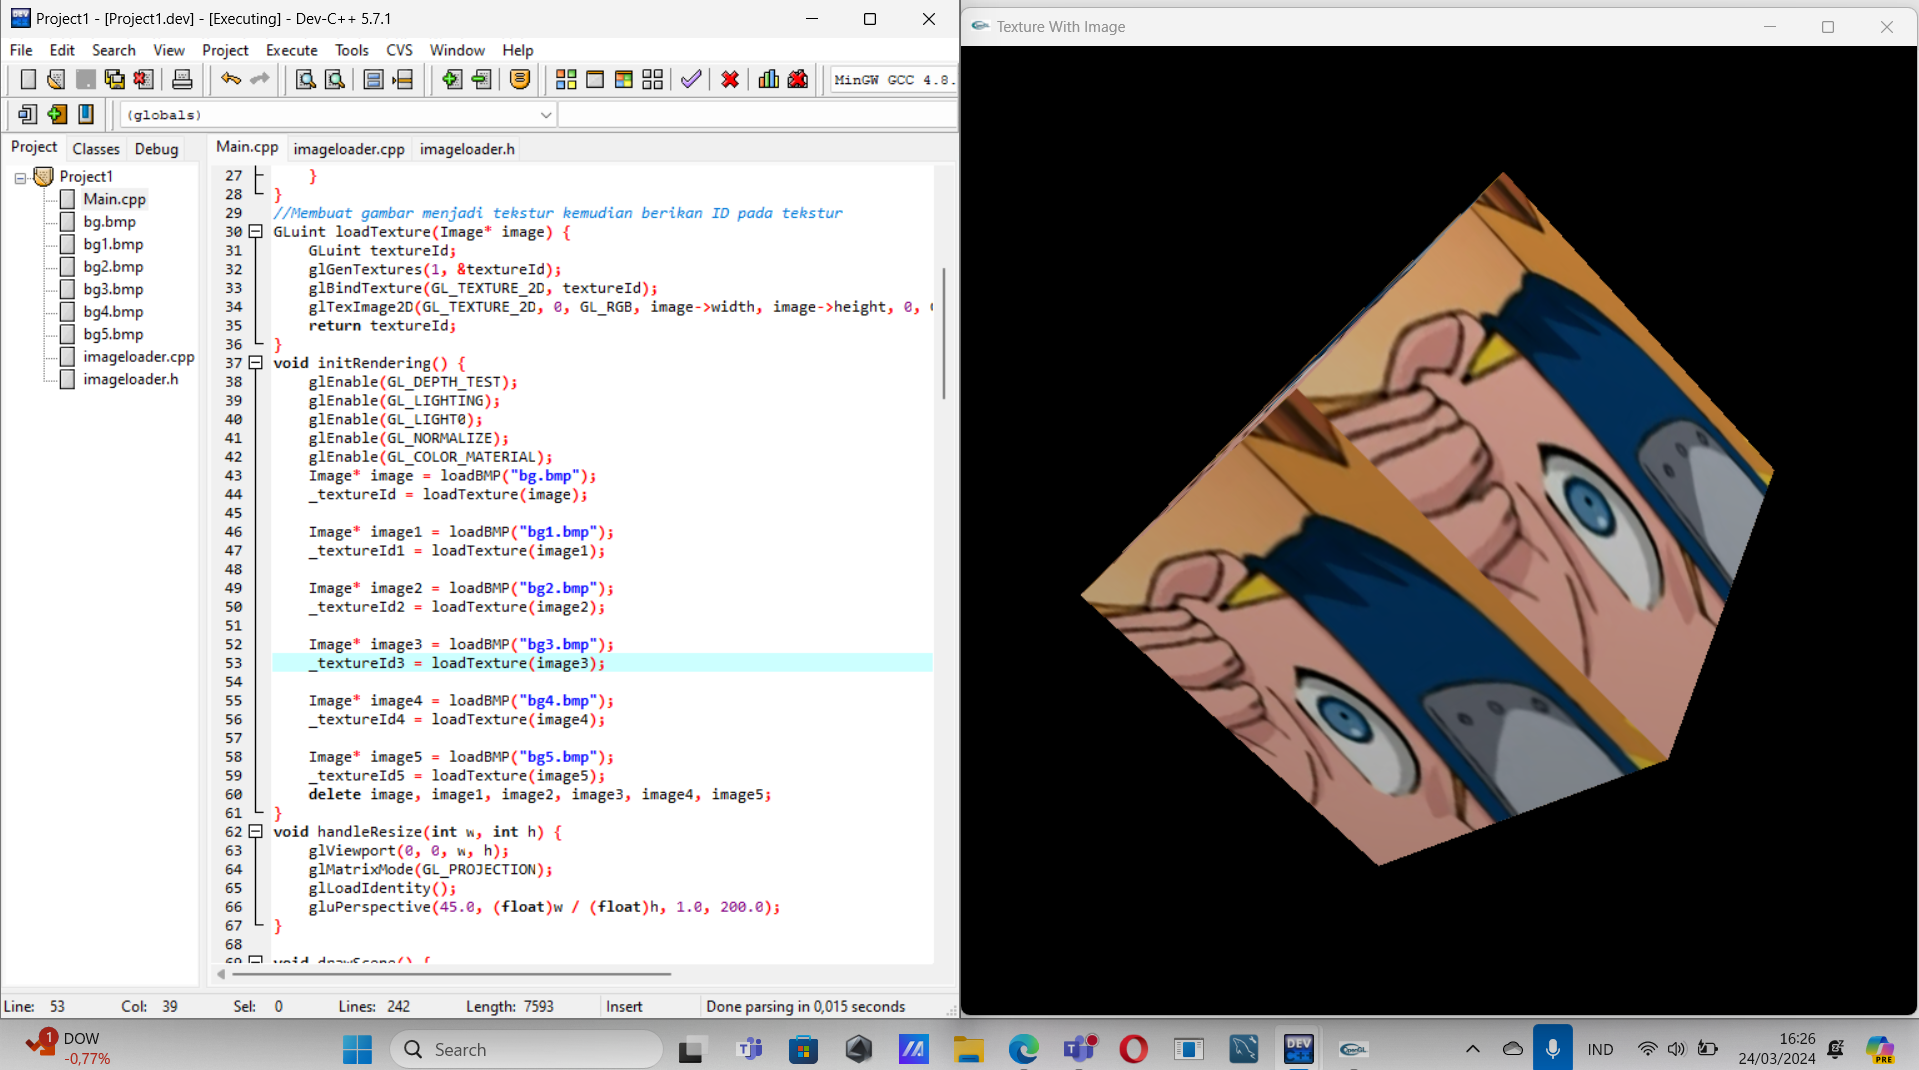 Project1 - [Project1.dev] - [Executing] - Dev-C++ 5.7.1
File Edit Search View Project Execute Tools CVS Window Help
MinGW GCC 4.8.
(globals)
Project Classes Debug
Main.cpp imageloader.cpp imageloader.h
Project1
Main.cpp
bg.bmp
bg1.bmp
bg2.bmp
bg3.bmp
bg4.bmp
bg5.bmp
imageloader.cpp
imageloader.h
27 }
28 }
29 //Membuat gambar menjadi tekstur kemudian berikan ID pada tekstur
30 GLuint loadTexture(Image* image) {
31 GLuint textureId;
32 glGenTextures(1, &textureId);
33 glBindTexture(GL_TEXTURE_2D, textureId);
34 glTexImage2D(GL_TEXTURE_2D, 0, GL_RGB, image->width, image->height, 0,
35 return textureId;
36 }
37 void initRendering() {
38 glEnable(GL_DEPTH_TEST);
39 glEnable(GL_LIGHTING);
40 glEnable(GL_LIGHT0);
41 glEnable(GL_NORMALIZE);
42 glEnable(GL_COLOR_MATERIAL);
43 Image* image = loadBMP("bg.bmp");
44 _textureId = loadTexture(image);
45
46 Image* image1 = loadBMP("bg1.bmp");
47 _textureId1 = loadTexture(image1);
48
49 Image* image2 = loadBMP("bg2.bmp");
50 _textureId2 = loadTexture(image2);
51
52 Image* image3 = loadBMP("bg3.bmp");
53 _textureId3 = loadTexture(image3);
54
55 Image* image4 = loadBMP("bg4.bmp");
56 _textureId4 = loadTexture(image4);
57
58 Image* image5 = loadBMP("bg5.bmp");
59 _textureId5 = loadTexture(image5);
60 delete image, image1, image2, image3, image4, image5;
61 }
62 void handleResize(int w, int h) {
63 glViewport(0, 0, w, h);
64 glMatrixMode(GL_PROJECTION);
65 glLoadIdentity();
66 gluPerspective(45.0, (float)w / (float)h, 1.0, 200.0);
67 }
68
69 void drawScene() {
Line: 53 Col: 39 Sel: 0 Lines: 242 Length: 7593 Insert Done parsing in 0,015 seconds
Texture With Image
1
DOW
-0,77%
Search
DEV
C++
OpenGL
IND
16:26
24/03/2024
PRE